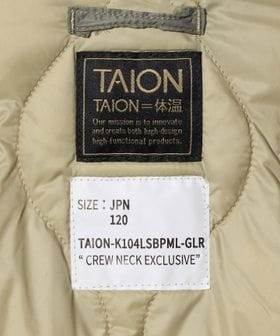 TAION
TAION=体温
Our mission is to innovate
and create both high-design
high-functional products.
SIZE : JPN
120
TAION-K104LSBPML-GLR
“ CREW NECK EXCLUSIVE”